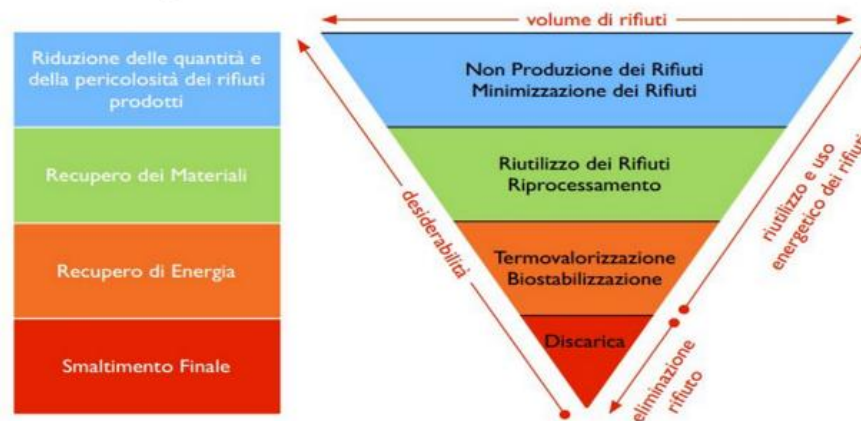 volume di rifiuti
Riduzione delle quantità e
della pericolosità dei rifiuti
prodotti
Recupero dei Materiali
Recupero di Energia
Smaltimento Finale
Non Produzione dei Rifiuti
Minimizzazione dei Rifiuti
Riutilizzo dei Rifiuti
Riprocessamento
Termovalorizzazione
Biostabilizzazione
Discarica
desiderabilità
riutilizzo e uso
energetico dei rifiuti
eliminazione
rifiuto